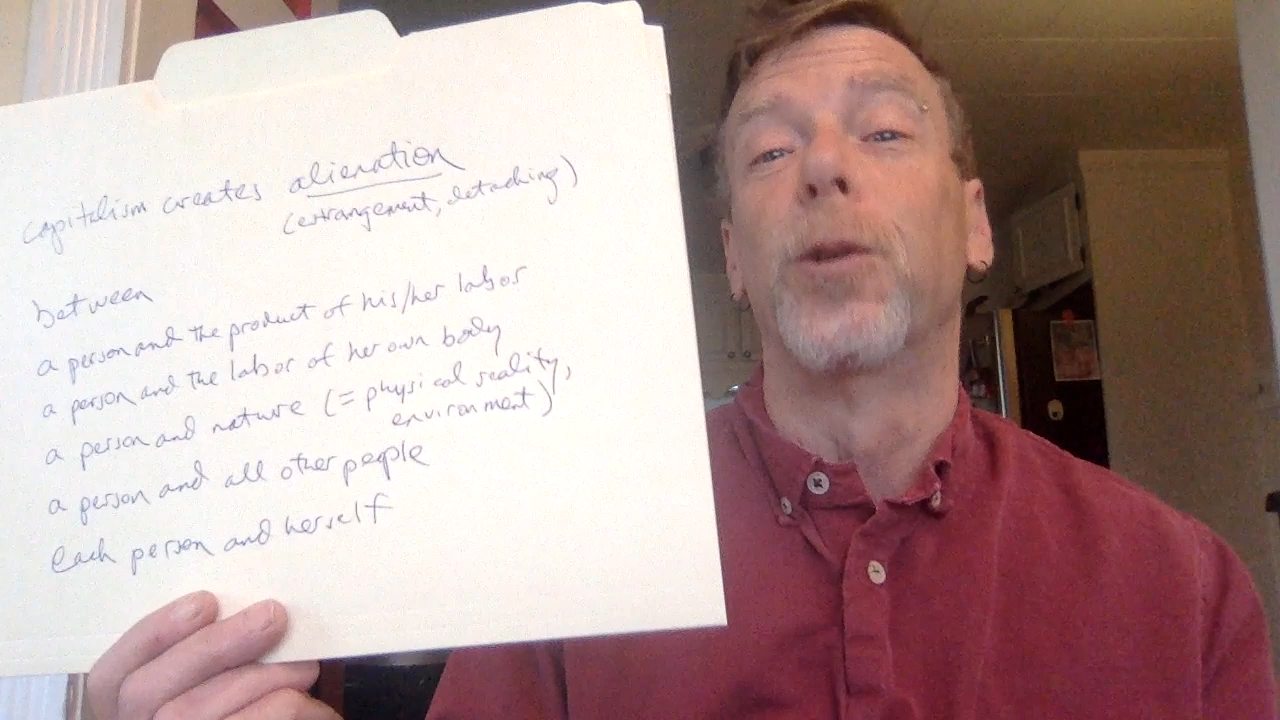 capitalism creates alienation
(estrangement, detaching)
between
a person and the product of his/her labor
a person and the labor of her own body
a person and nature (= physical reality,
environment)
a person and all other people
each person and herself